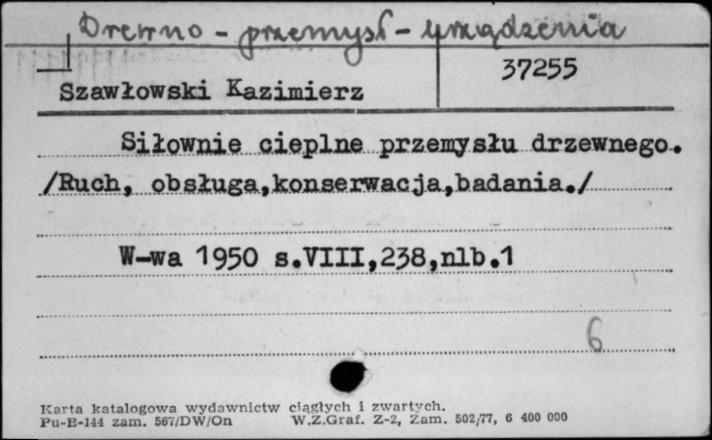 Drewno - przemysł - urządzenia
37255
Szawłowski Kazimierz
Siłownie cieplne przemysłu drzewnego.
/Ruch, obsługa,konserwacja,badania./
W-wa 1950 s.VIII,238,nlb.1
6
Karta katalogowa wydawnictw ciągłych i zwartych.
Pu-B-144 zam. 567/DW/On W.Z.Graf. Z-2, Zam. 502/77, 6 400 000